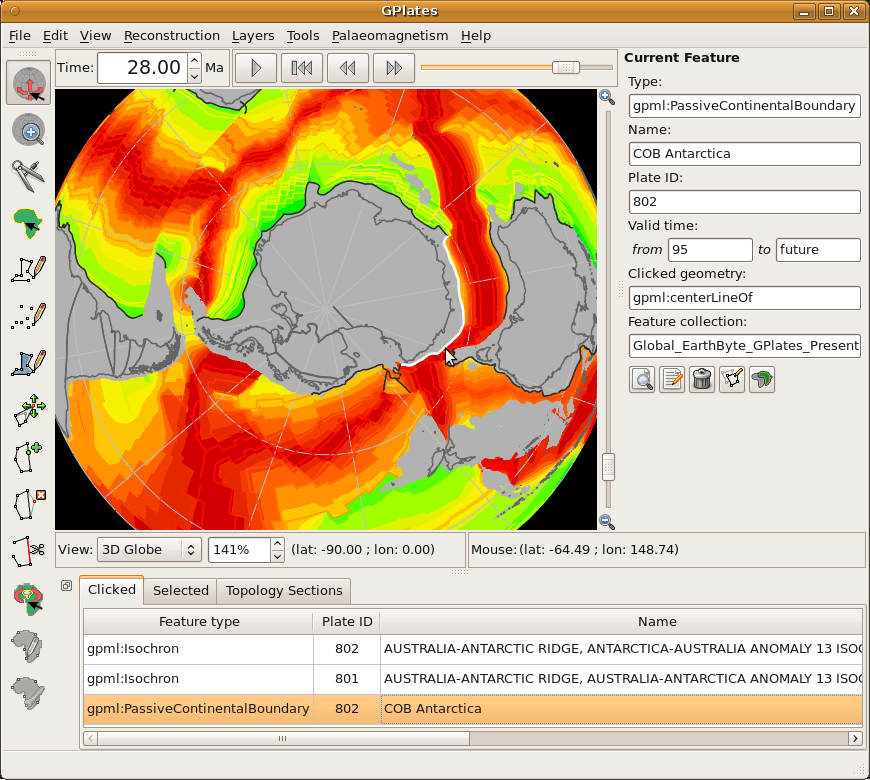 GPlates
File Edit View Reconstruction Layers Tools Palaeomagnetism Help
Time: 28.00 Ma
Current Feature
Type:
gpml:PassiveContinentalBoundary
Name:
COB Antarctica
Plate ID:
802
Valid time:
from 95 to future
Clicked geometry:
gpml:centerLineOf
Feature collection:
Global_EarthByte_GPlates_Present
View: 3D Globe 141% (lat: -90.00 ; lon: 0.00) Mouse: (lat: -64.49 ; lon: 148.74)
Clicked Selected Topology Sections
Feature type Plate ID Name
gpml:Isochron 802 AUSTRALIA-ANTARCTIC RIDGE, ANTARCTICA-AUSTRALIA ANOMALY 13 ISOC
gpml:Isochron 801 AUSTRALIA-ANTARCTIC RIDGE, AUSTRALIA-ANTARCTICA ANOMALY 13 ISOC
gpml:PassiveContinentalBoundary 802 COB Antarctica